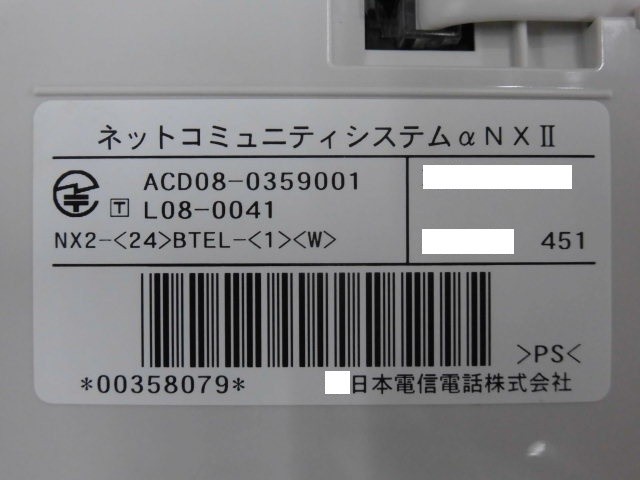 ネットコミュニティシステムαNXⅡ
ACD08-0359001
🅃 L08-0041
NX2-<24>BTEL-<1><W>
451
>PS<
*00358079*
日本電信電話株式会社